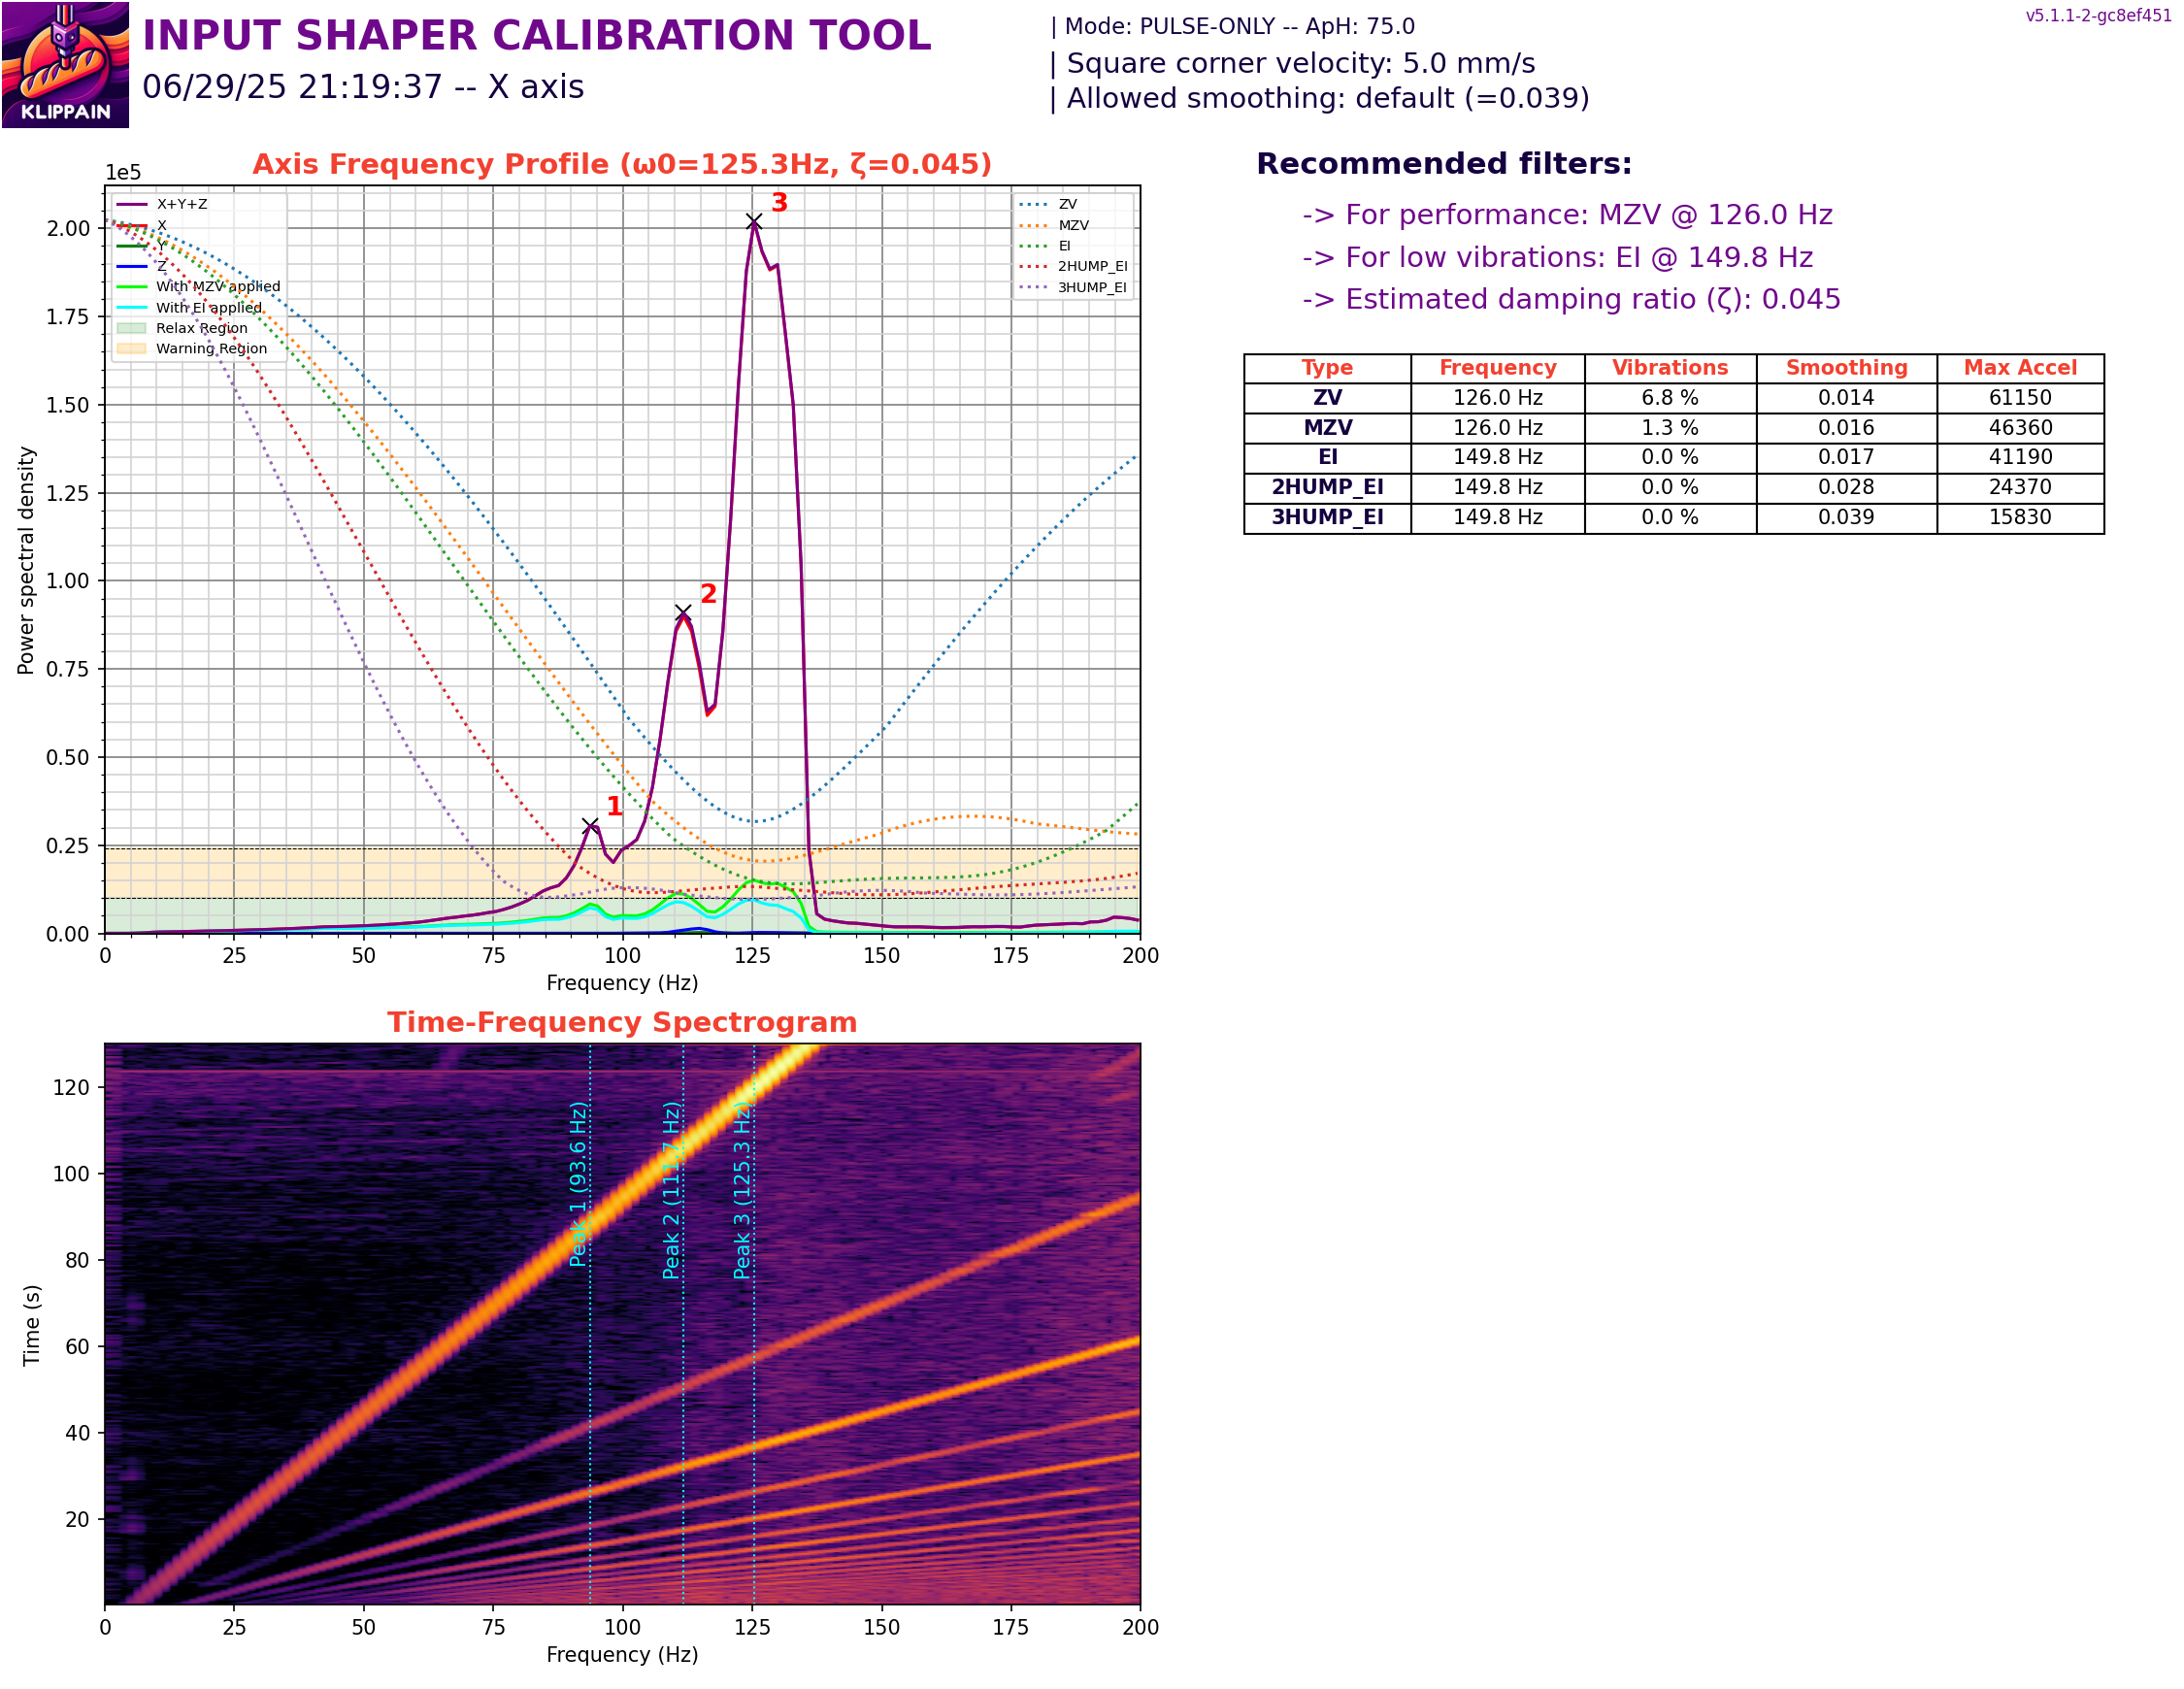 KLIPPAIN
INPUT SHAPER CALIBRATION TOOL
06/29/25 21:19:37 -- X axis
| Mode: PULSE-ONLY -- ApH: 75.0
| Square corner velocity: 5.0 mm/s
| Allowed smoothing: default (=0.039)
v5.1.1-2-gc8ef451
Axis Frequency Profile (ω0=125.3Hz, ζ=0.045)
1e5
X+Y+Z
X
Y
Z
With MZV applied
With EI applied
Relax Region
Warning Region
ZV
MZV
EI
2HUMP_EI
3HUMP_EI
1
2
3
2.00
1.75
1.50
1.25
1.00
0.75
0.50
0.25
0.00
Power spectral density
0 25 50 75 100 125 150 175 200
Frequency (Hz)
Recommended filters:
-> For performance: MZV @ 126.0 Hz
-> For low vibrations: EI @ 149.8 Hz
-> Estimated damping ratio (ζ): 0.045
Type Frequency Vibrations Smoothing Max Accel
ZV 126.0 Hz 6.8 % 0.014 61150
MZV 126.0 Hz 1.3 % 0.016 46360
EI 149.8 Hz 0.0 % 0.017 41190
2HUMP_EI 149.8 Hz 0.0 % 0.028 24370
3HUMP_EI 149.8 Hz 0.0 % 0.039 15830
Time-Frequency Spectrogram
Peak 1 (93.6 Hz)
Peak 2 (111.7 Hz)
Peak 3 (125.3 Hz)
120
100
80
60
40
20
Time (s)
0 25 50 75 100 125 150 175 200
Frequency (Hz)